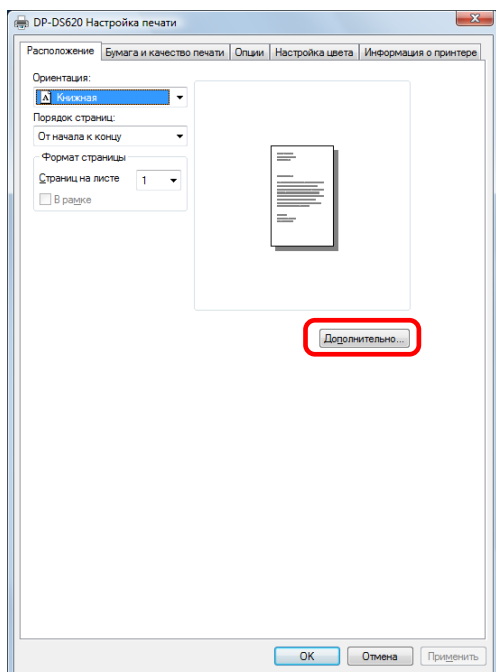 DP-DS620 Настройка печати
Расположение Бумага и качество печати Опции Настройка цвета Информация о принтере
Ориентация:
A Книжная
Порядок страниц:
От начала к концу
Формат страницы
Страниц на листе 1
В рамке
Дополнительно...
OK Отмена Применить